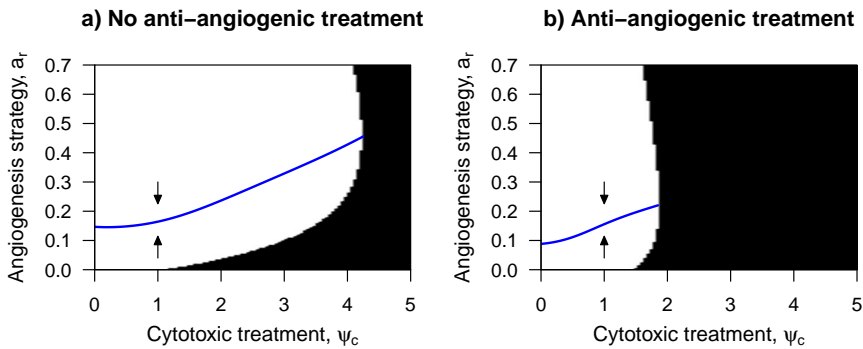 a) No anti−angiogenic treatment
Angiogenesis strategy, aᵣ
0.7
0.6
0.5
0.4
0.3
0.2
0.1
0.0
0 1 2 3 4 5
Cytotoxic treatment, ψ꜀
b) Anti−angiogenic treatment
Angiogenesis strategy, aᵣ
0.7
0.6
0.5
0.4
0.3
0.2
0.1
0.0
0 1 2 3 4 5
Cytotoxic treatment, ψ꜀